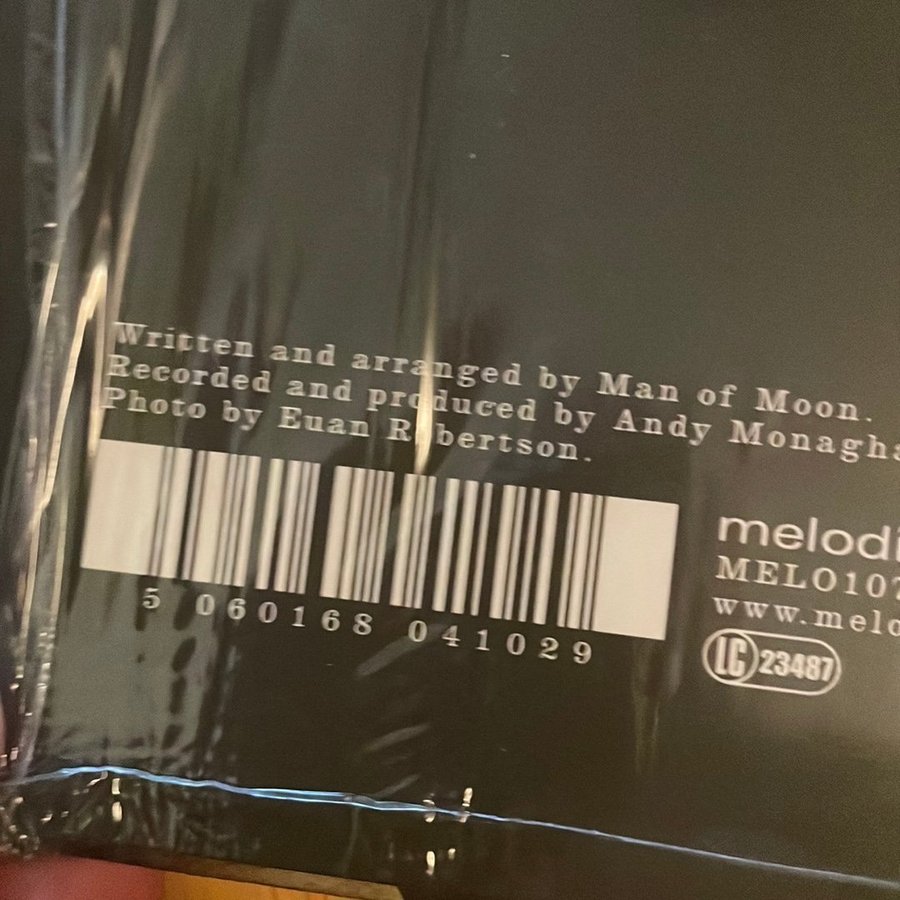 Written and arranged by Man of Moon.
Recorded and produced by Andy Monagha
Photo by Euan Robertson.
5 060168 041029
melodi
MELO107
www.melo
LC 23487